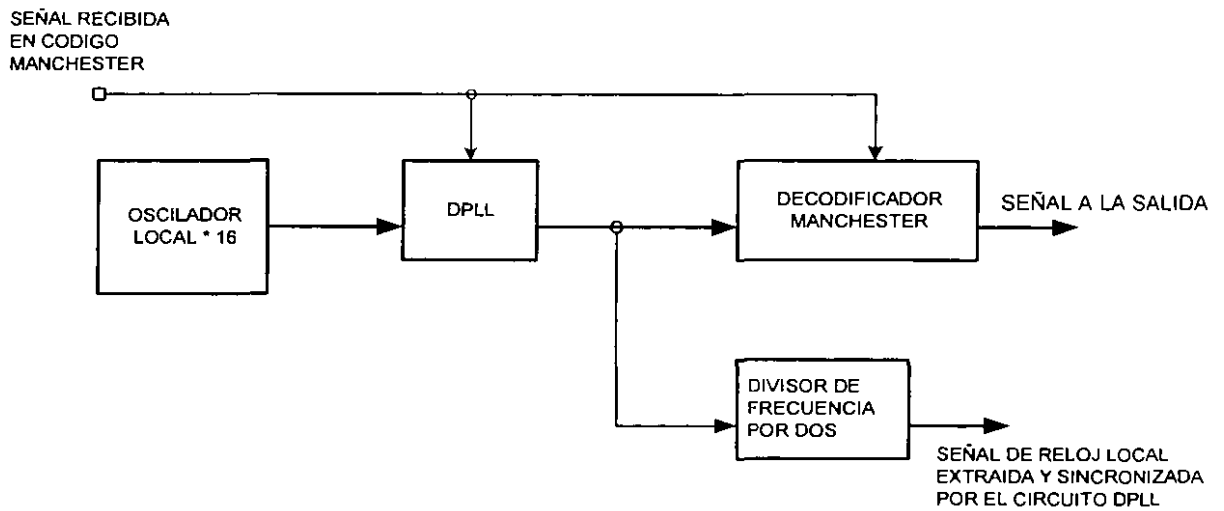 SEÑAL RECIBIDA
EN CODIGO
MANCHESTER
OSCILADOR
LOCAL * 16
DPLL
DECODIFICADOR
MANCHESTER
SEÑAL A LA SALIDA
DIVISOR DE
FRECUENCIA
POR DOS
SEÑAL DE RELOJ LOCAL
EXTRAIDA Y SINCRONIZADA
POR EL CIRCUITO DPLL